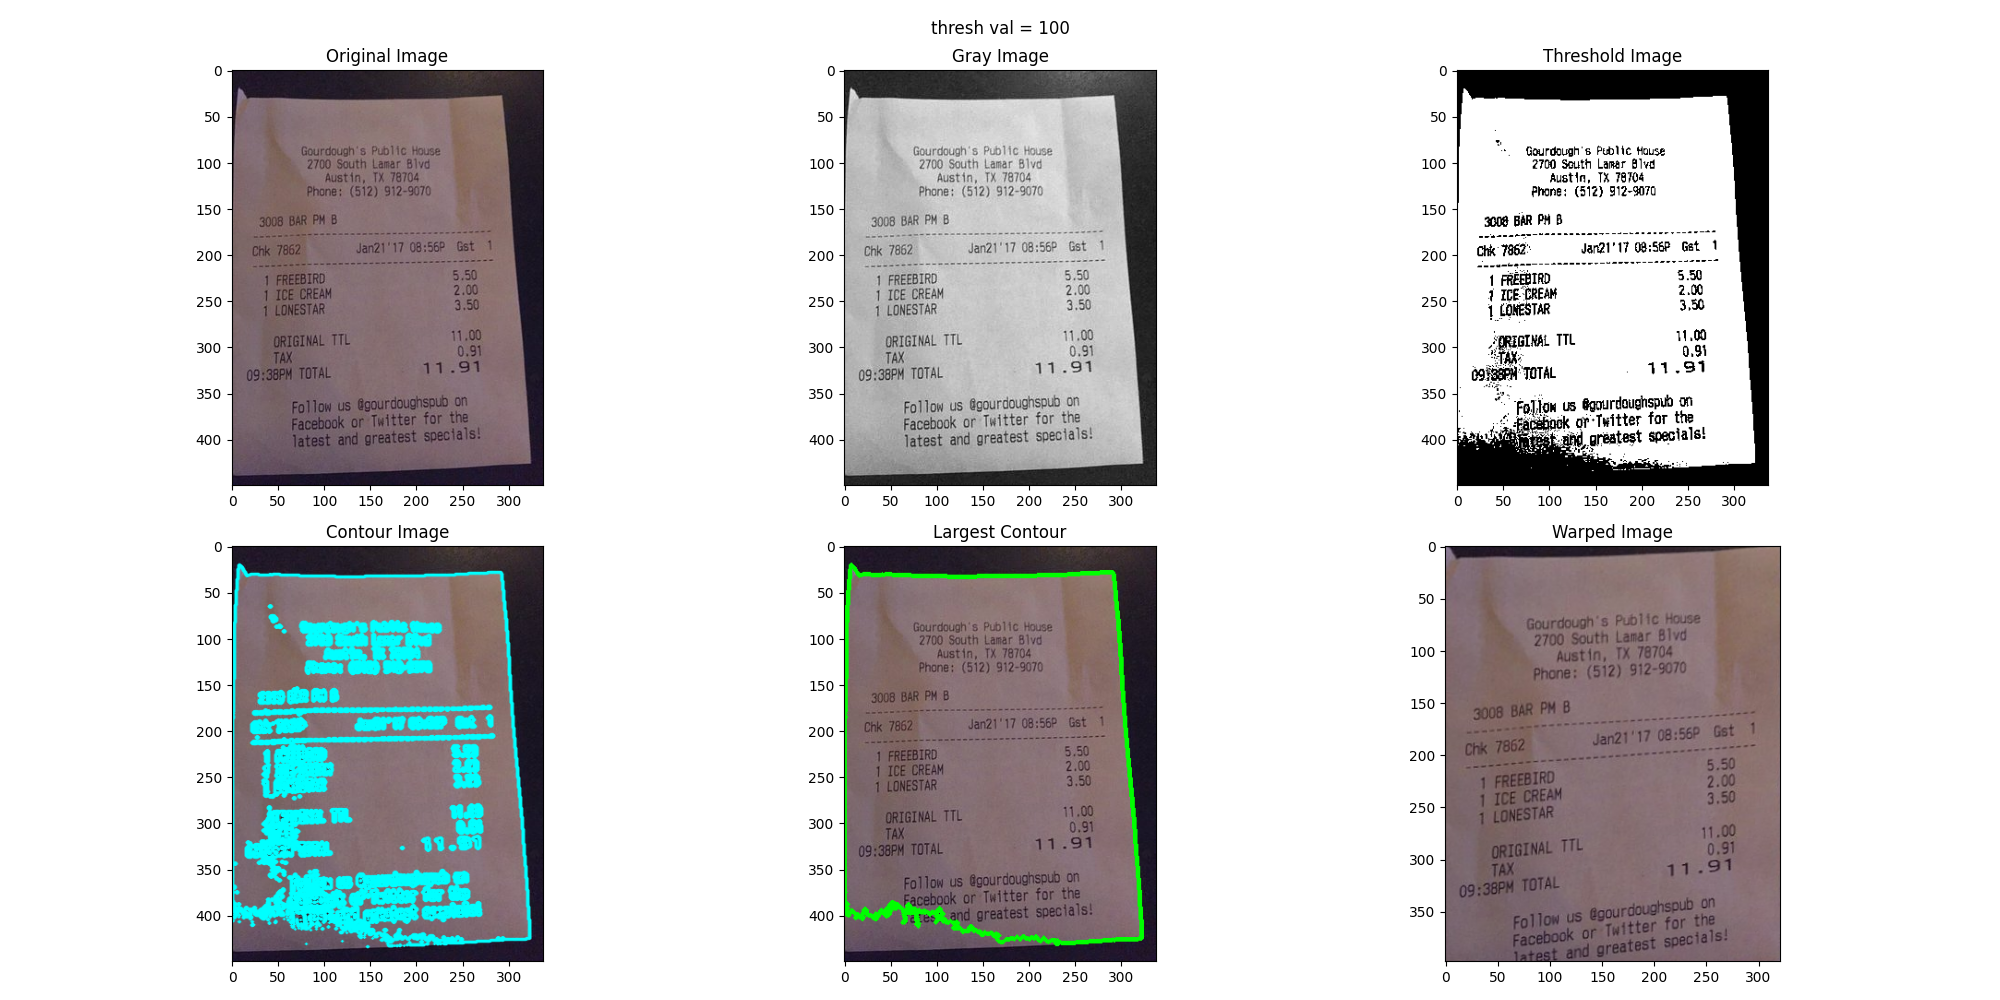 thresh val = 100
Original Image
0
50
100
150
200
250
300
350
400
0 50 100 150 200 250 300
Gourdough's Public House
2700 South Lamar Blvd
Austin, TX 78704
Phone: (512) 912-9070
3008 BAR PM B
Chk 7862 Jan21'17 08:56P Gst 1
1 FREEBIRD 5.50
1 ICE CREAM 2.00
1 LONESTAR 3.50
ORIGINAL TTL 11.00
TAX 0.91
09:38PM TOTAL 11.91
Follow us @gourdoughspub on
Facebook or Twitter for the
latest and greatest specials!
Gray Image
0
50
100
150
200
250
300
350
400
0 50 100 150 200 250 300
Gourdough's Public House
2700 South Lamar Blvd
Austin, TX 78704
Phone: (512) 912-9070
3008 BAR PM B
Chk 7862 Jan21'17 08:56P Gst 1
1 FREEBIRD 5.50
1 ICE CREAM 2.00
1 LONESTAR 3.50
ORIGINAL TTL 11.00
TAX 0.91
09:38PM TOTAL 11.91
Follow us @gourdoughspub on
Facebook or Twitter for the
latest and greatest specials!
Threshold Image
0
50
100
150
200
250
300
350
400
0 50 100 150 200 250 300
Gourdough's Public House
2700 South Lamar Blvd
Austin, TX 78704
Phone: (512) 912-9070
3008 BAR PM B
Chk 7862 Jan21'17 08:56P Gst 1
1 FREEBIRD 5.50
1 ICE CREAM 2.00
1 LONESTAR 3.50
ORIGINAL TTL 11.00
TAX 0.91
09:38PM TOTAL 11.91
Follow us @gourdoughspub on
Facebook or Twitter for the
latest and greatest specials!
Contour Image
0
50
100
150
200
250
300
350
400
0 50 100 150 200 250 300
11.91
Largest Contour
0
50
100
150
200
250
300
350
400
0 50 100 150 200 250 300
Gourdough's Public House
2700 South Lamar Blvd
Austin, TX 78704
Phone: (512) 912-9070
3008 BAR PM B
Chk 7862 Jan21'17 08:56P Gst 1
1 FREEBIRD 5.50
1 ICE CREAM 2.00
1 LONESTAR 3.50
ORIGINAL TTL 11.00
TAX 0.91
09:38PM TOTAL 11.91
Follow us @gourdoughspub on
Facebook or Twitter for the
latest and greatest specials!
Warped Image
0
50
100
150
200
250
300
350
0 50 100 150 200 250 300
Gourdough's Public House
2700 South Lamar Blvd
Austin, TX 78704
Phone: (512) 912-9070
3008 BAR PM B
Chk 7862 Jan21'17 08:56P Gst 1
1 FREEBIRD 5.50
1 ICE CREAM 2.00
1 LONESTAR 3.50
ORIGINAL TTL 11.00
TAX 0.91
09:38PM TOTAL 11.91
Follow us @gourdoughspub on
Facebook or Twitter for the
latest and greatest specials!